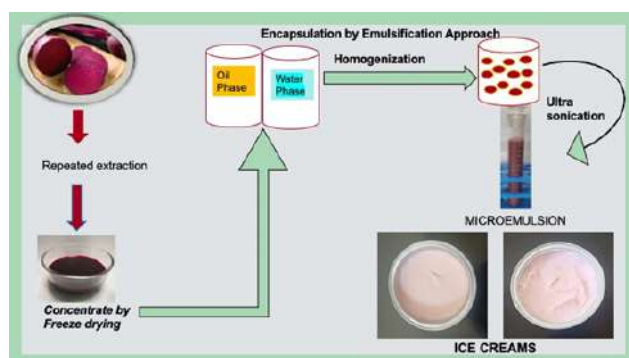 Encapsulation by Emulsification Approach
Oil
Phase
Water
Phase
Homogenization
Ultra
sonication
Repeated extraction
MICROEMULSION
Concentrate by
Freeze drying
ICE CREAMS